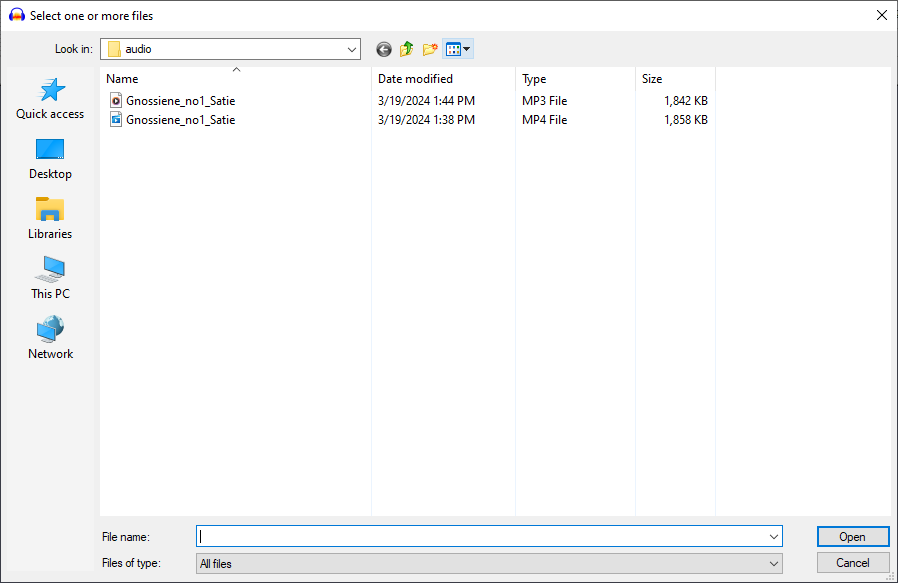 Select one or more files
Look in: audio
Name Date modified Type Size
Gnossiene_no1_Satie 3/19/2024 1:44 PM MP3 File 1,842 KB
Gnossiene_no1_Satie 3/19/2024 1:38 PM MP4 File 1,858 KB
Quick access
Desktop
Libraries
This PC
Network
File name: Open
Files of type: All files Cancel